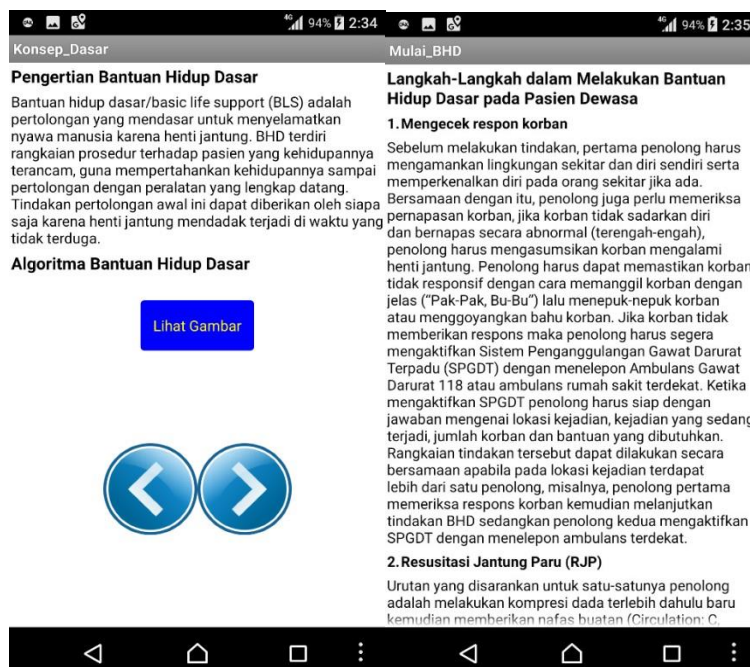 4G 94% 2:34
Konsep_Dasar
Pengertian Bantuan Hidup Dasar
Bantuan hidup dasar/basic life support (BLS) adalah
pertolongan yang mendasar untuk menyelamatkan
nyawa manusia karena henti jantung. BHD terdiri
rangkaian prosedur terhadap pasien yang kehidupannya
terancam, guna mempertahankan kehidupannya sampai
pertolongan dengan peralatan yang lengkap datang.
Tindakan pertolongan awal ini dapat diberikan oleh siapa
saja karena henti jantung mendadak terjadi di waktu yang
tidak terduga.
Algoritma Bantuan Hidup Dasar
Lihat Gambar
4G 94% 2:35
Mulai_BHD
Langkah-Langkah dalam Melakukan Bantuan
Hidup Dasar pada Pasien Dewasa
1. Mengecek respon korban
Sebelum melakukan tindakan, pertama penolong harus
mengamankan lingkungan sekitar dan diri sendiri serta
memperkenalkan diri pada orang sekitar jika ada.
Bersamaan dengan itu, penolong juga perlu memeriksa
pernapasan korban, jika korban tidak sadarkan diri
dan bernapas secara abnormal (terengah-engah),
penolong harus mengasumsikan korban mengalami
henti jantung. Penolong harus dapat memastikan korban
tidak responsif dengan cara memanggil korban dengan
jelas (“Pak-Pak, Bu-Bu”) lalu menepuk-nepuk korban
atau menggoyangkan bahu korban. Jika korban tidak
memberikan respons maka penolong harus segera
mengaktifkan Sistem Penganggulangan Gawat Darurat
Terpadu (SPGDT) dengan menelepon Ambulans Gawat
Darurat 118 atau ambulans rumah sakit terdekat. Ketika
mengaktifkan SPGDT penolong harus siap dengan
jawaban mengenai lokasi kejadian, kejadian yang sedang
terjadi, jumlah korban dan bantuan yang dibutuhkan.
Rangkaian tindakan tersebut dapat dilakukan secara
bersamaan apabila pada lokasi kejadian terdapat
lebih dari satu penolong, misalnya, penolong pertama
memeriksa respons korban kemudian melanjutkan
tindakan BHD sedangkan penolong kedua mengaktifkan
SPGDT dengan menelepon ambulans terdekat.
2. Resusitasi Jantung Paru (RJP)
Urutan yang disarankan untuk satu-satunya penolong
adalah melakukan kompresi dada terlebih dahulu baru
kemudian memberikan nafas buatan (Circulation: C,